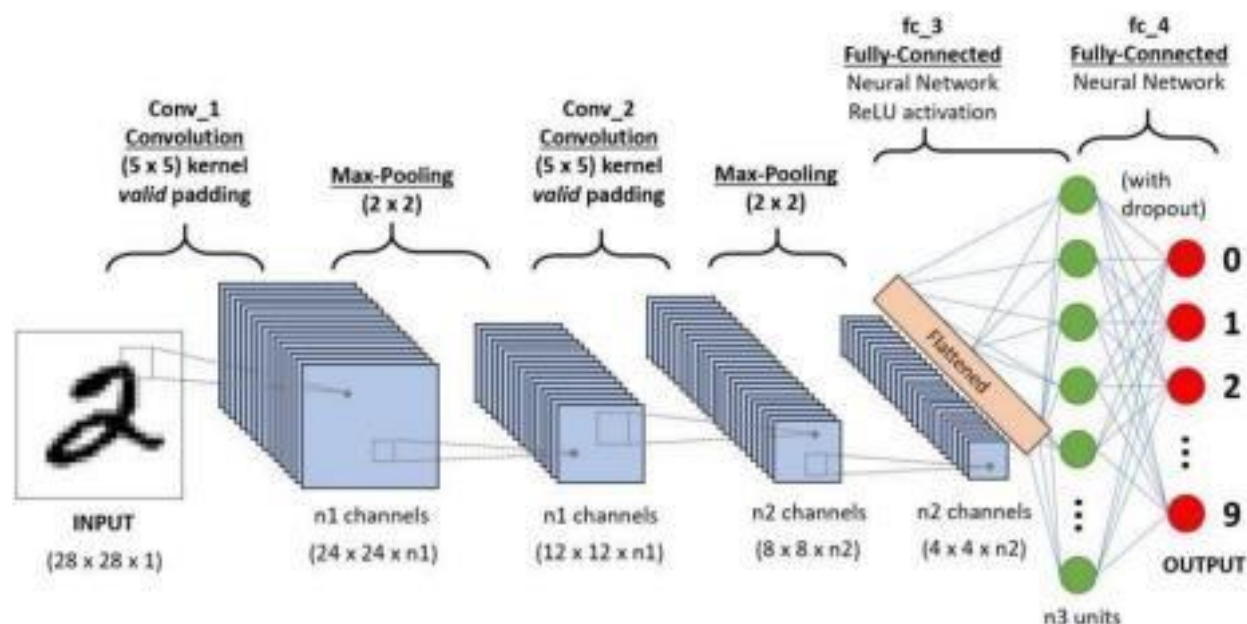 fc_3
Fully-Connected
Neural Network
ReLU activation
fc_4
Fully-Connected
Neural Network
Conv_1
Convolution
(5 x 5) kernel
valid padding
Max-Pooling
(2 x 2)
Conv_2
Convolution
(5 x 5) kernel
valid padding
Max-Pooling
(2 x 2)
(with
dropout)
Flattened
0
1
2
9
INPUT
(28 x 28 x 1)
n1 channels
(24 x 24 x n1)
n1 channels
(12 x 12 x n1)
n2 channels
(8 x 8 x n2)
n2 channels
(4 x 4 x n2)
OUTPUT
n3 units